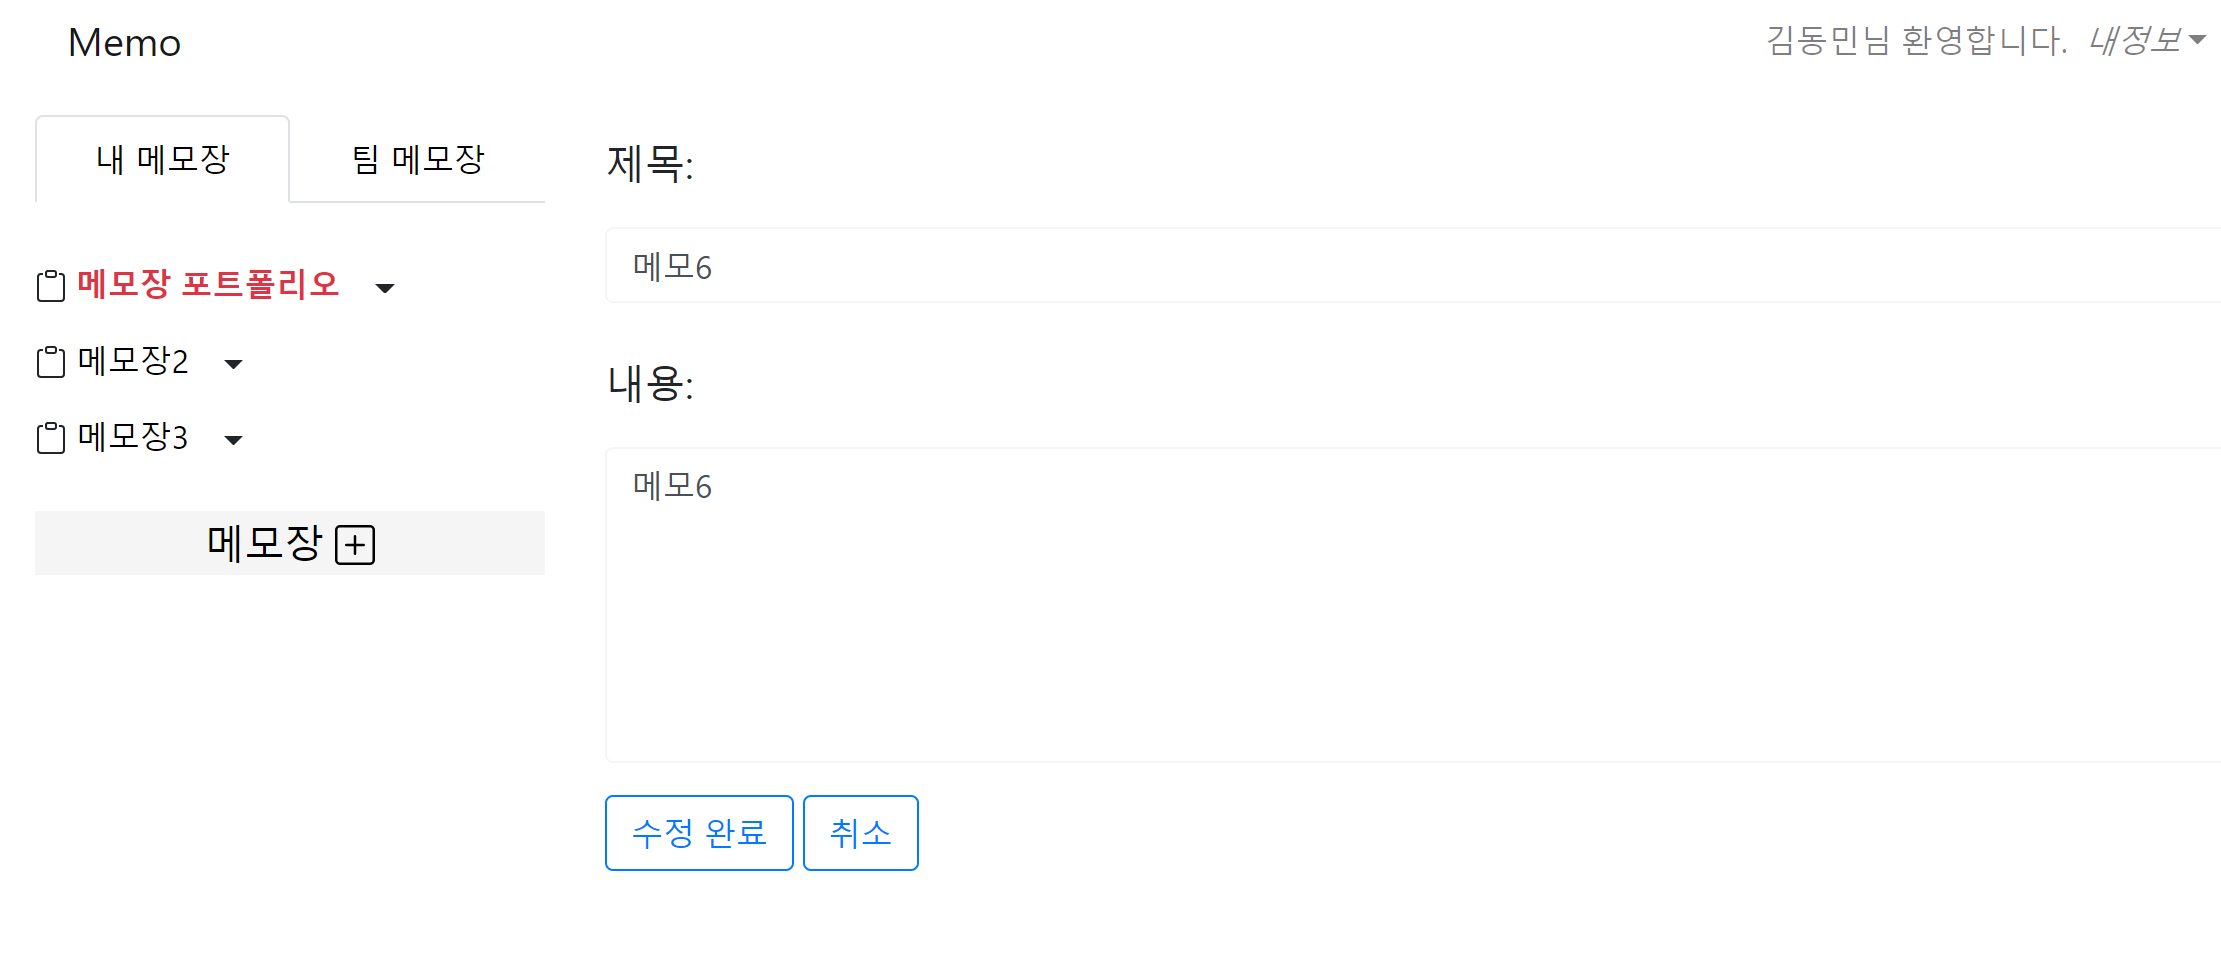 Memo
김동민님 환영합니다. 내정보
내 메모장
팀 메모장
메모장 포트폴리오
메모장2
메모장3
메모장
제목:
메모6
내용:
메모6
수정 완료
취소